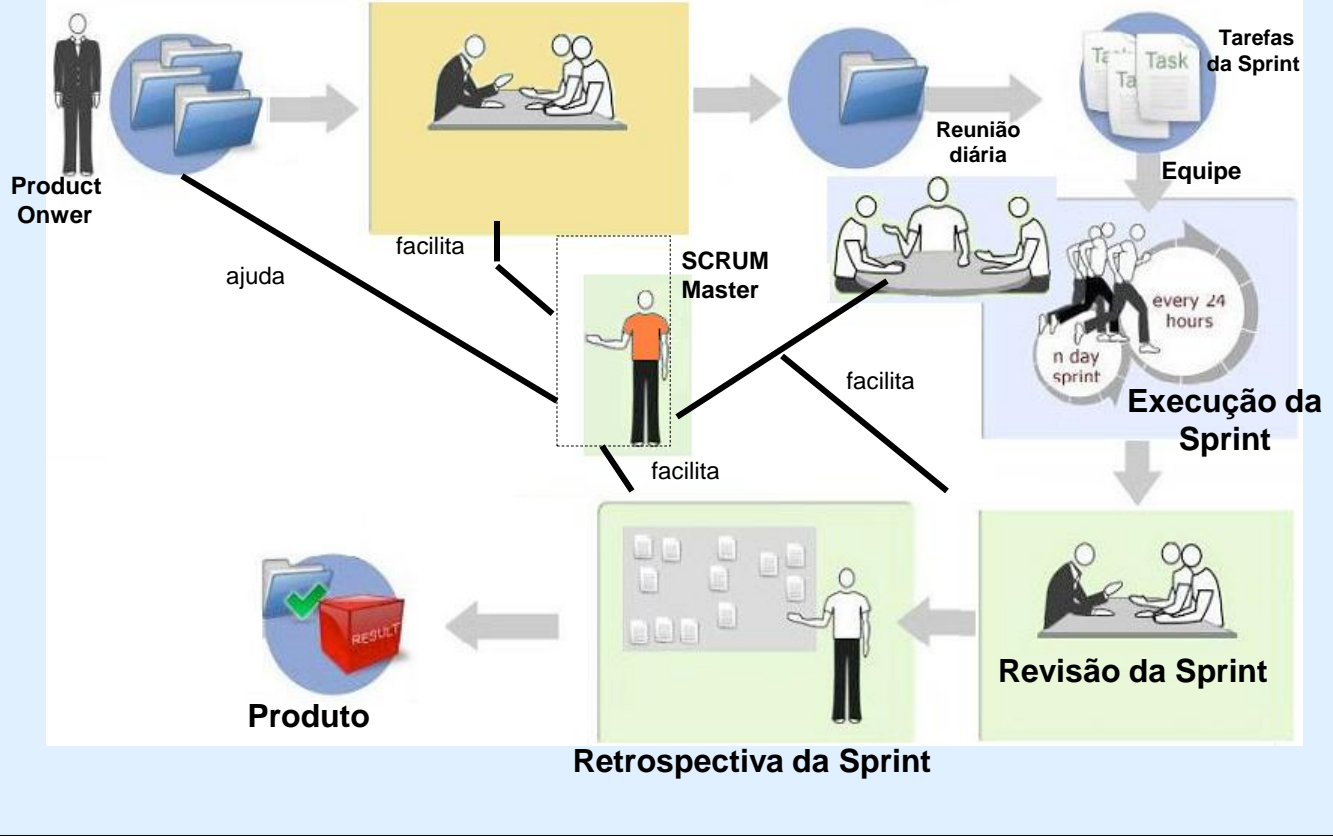 Product
Onwer
ajuda
facilita
SCRUM
Master
Reunião
diária
Task
Ta
Tarefas
da Sprint
Equipe
every 24
hours
n day
sprint
Execução da
Sprint
facilita
facilita
Revisão da Sprint
Retrospectiva da Sprint
RESULT
Produto